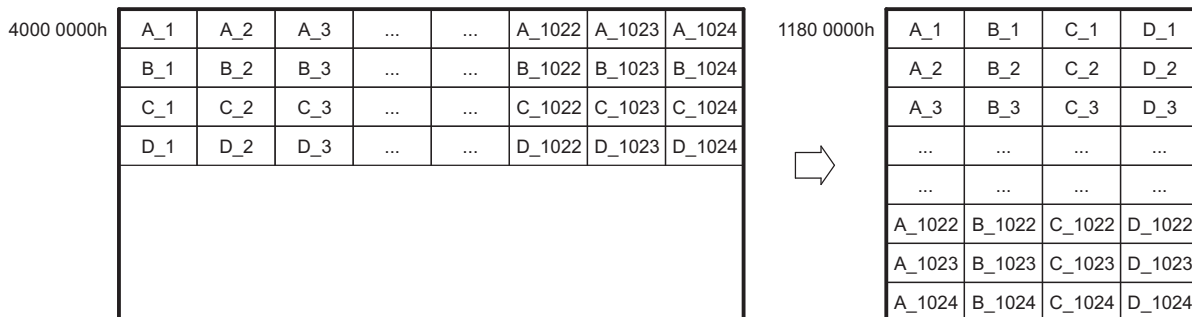 4000 0000h A_1 A_2 A_3 ... ... A_1022 A_1023 A_1024
B_1 B_2 B_3 ... ... B_1022 B_1023 B_1024
C_1 C_2 C_3 ... ... C_1022 C_1023 C_1024
D_1 D_2 D_3 ... ... D_1022 D_1023 D_1024
1180 0000h A_1 B_1 C_1 D_1
A_2 B_2 C_2 D_2
A_3 B_3 C_3 D_3
... ... ... ...
... ... ... ...
A_1022 B_1022 C_1022 D_1022
A_1023 B_1023 C_1023 D_1023
A_1024 B_1024 C_1024 D_1024